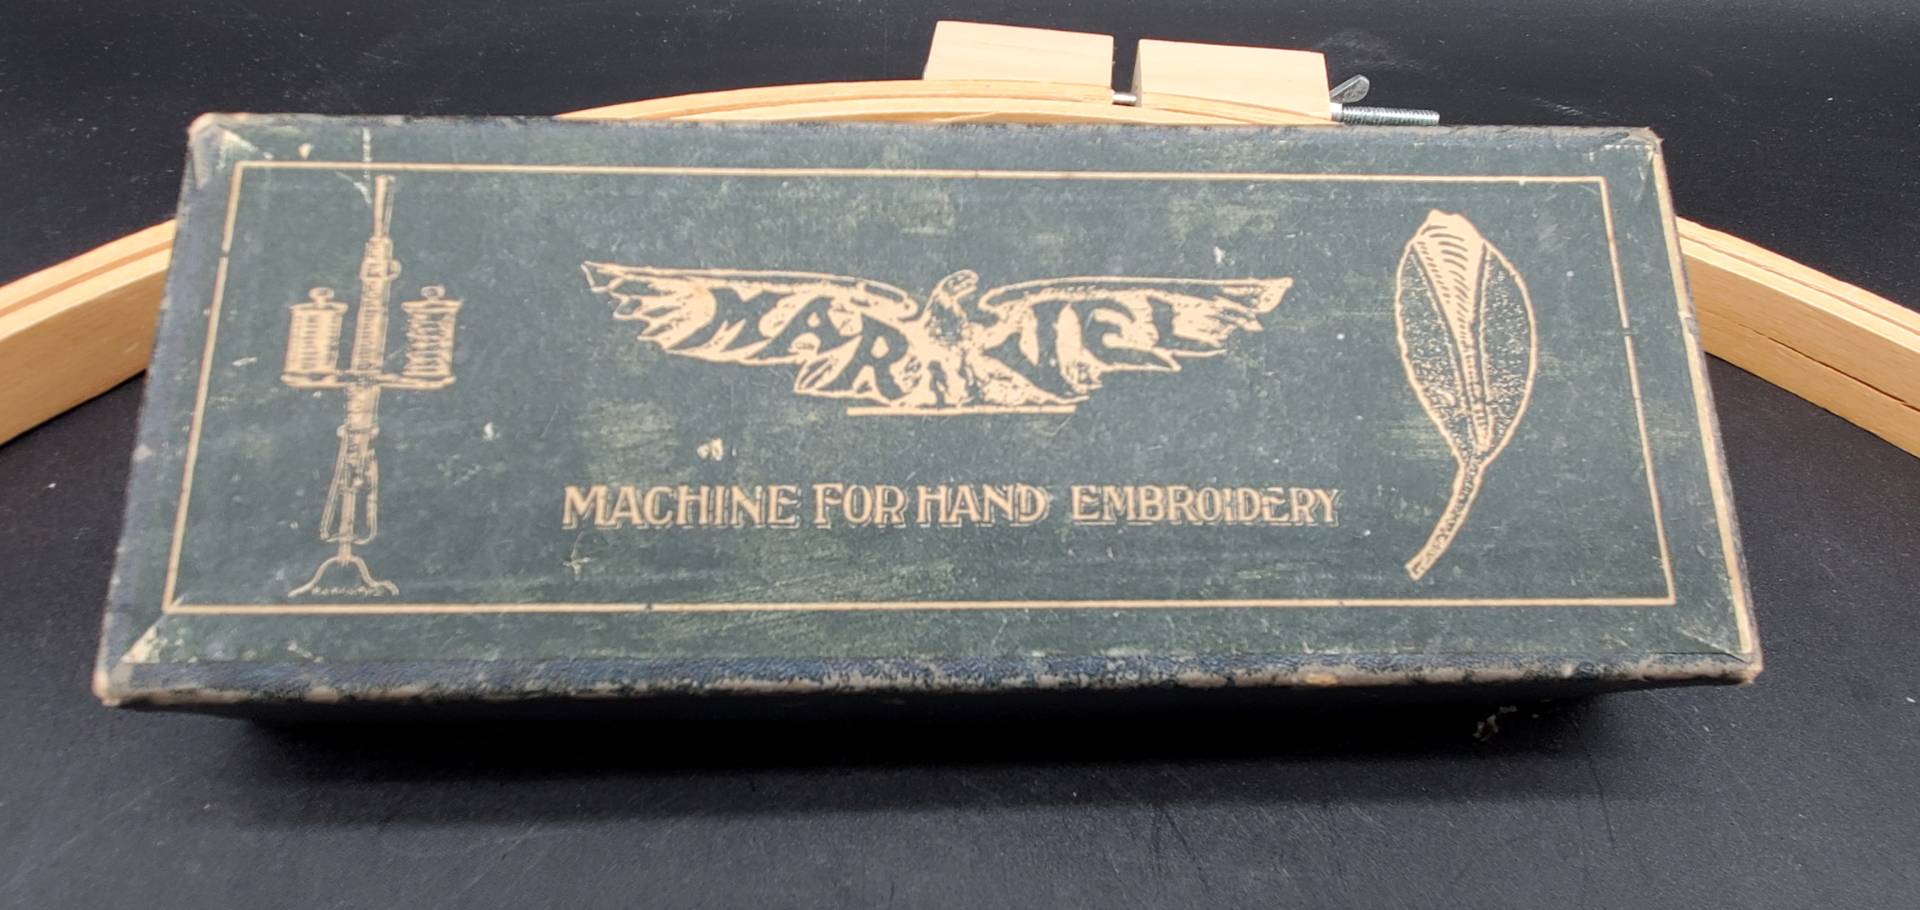 MARVEL
MACHINE FOR HAND EMBROIDERY